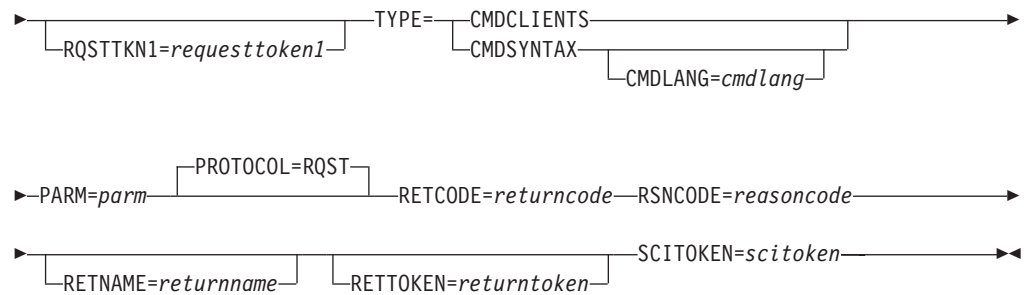 TYPE= CMDCLIENTS
RQSTTKN1=requesttoken1 CMDSYNTAX
CMDLANG=cmdlang
PROTOCOL=RQST
PARM=parm RETCODE=returncode RSNCODE=reasoncode
SCITOKEN=scitoken
RETNAME=returnname RETTOKEN=returntoken